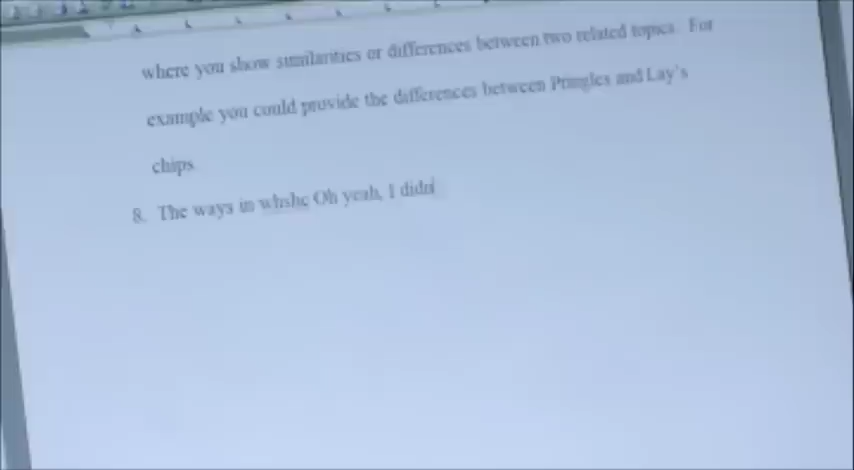 where you show similarities or differences between two related topics. For
example you could provide the differences between Pringles and Lay's
chips.
8. The ways in whshc Oh yeah, I didn